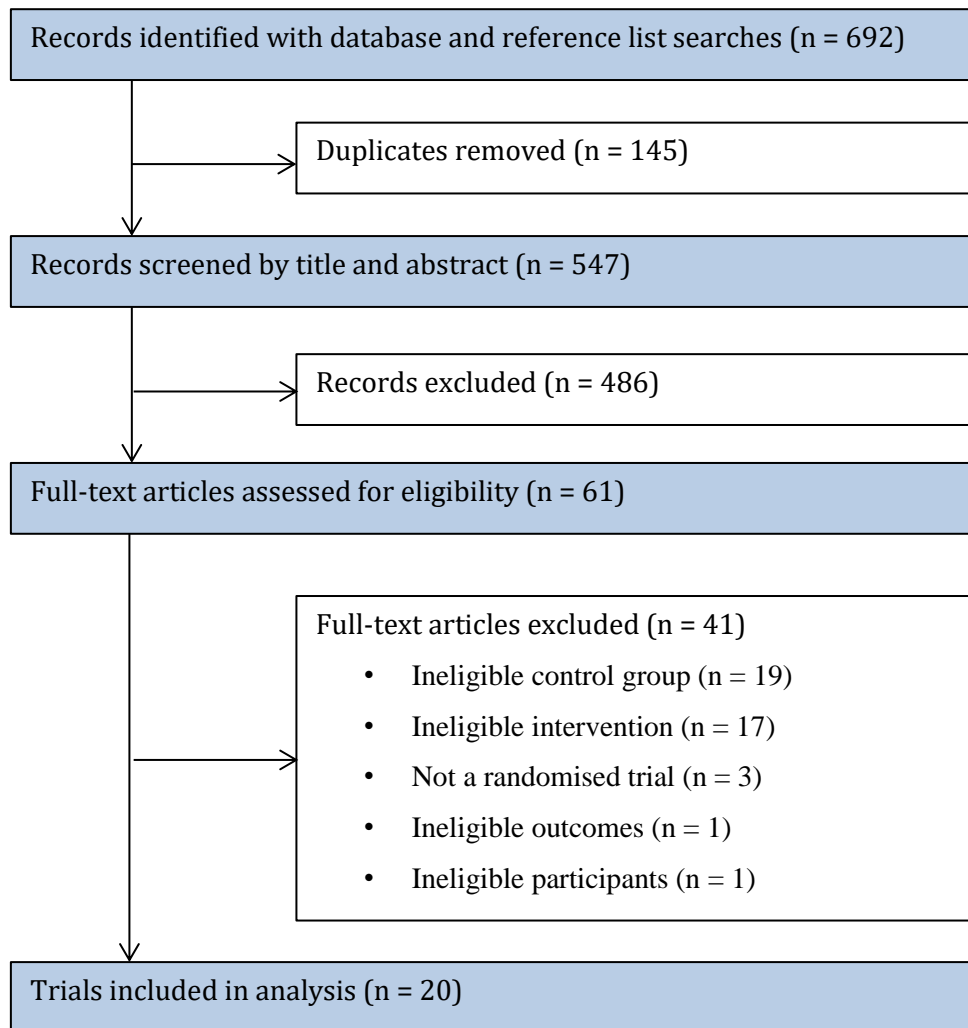 Records identified with database and reference list searches (n = 692)
Duplicates removed (n = 145)
Records screened by title and abstract (n = 547)
Records excluded (n = 486)
Full-text articles assessed for eligibility (n = 61)
Full-text articles excluded (n = 41)
• Ineligible control group (n = 19)
• Ineligible intervention (n = 17)
• Not a randomised trial (n = 3)
• Ineligible outcomes (n = 1)
• Ineligible participants (n = 1)
Trials included in analysis (n = 20)